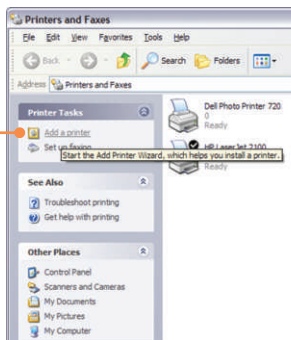 Printers and Faxes
File Edit View Favorites Tools Help
Back Search Folders
Address Printers and Faxes
Printer Tasks
Add a printer
Set up faxing
Start the Add Printer Wizard, which helps you install a printer.
See Also
Troubleshoot printing
Get help with printing
Other Places
Control Panel
Scanners and Cameras
My Documents
My Pictures
My Computer
Dell Photo Printer 720
0
Ready
HP LaserJet 2100
Ready